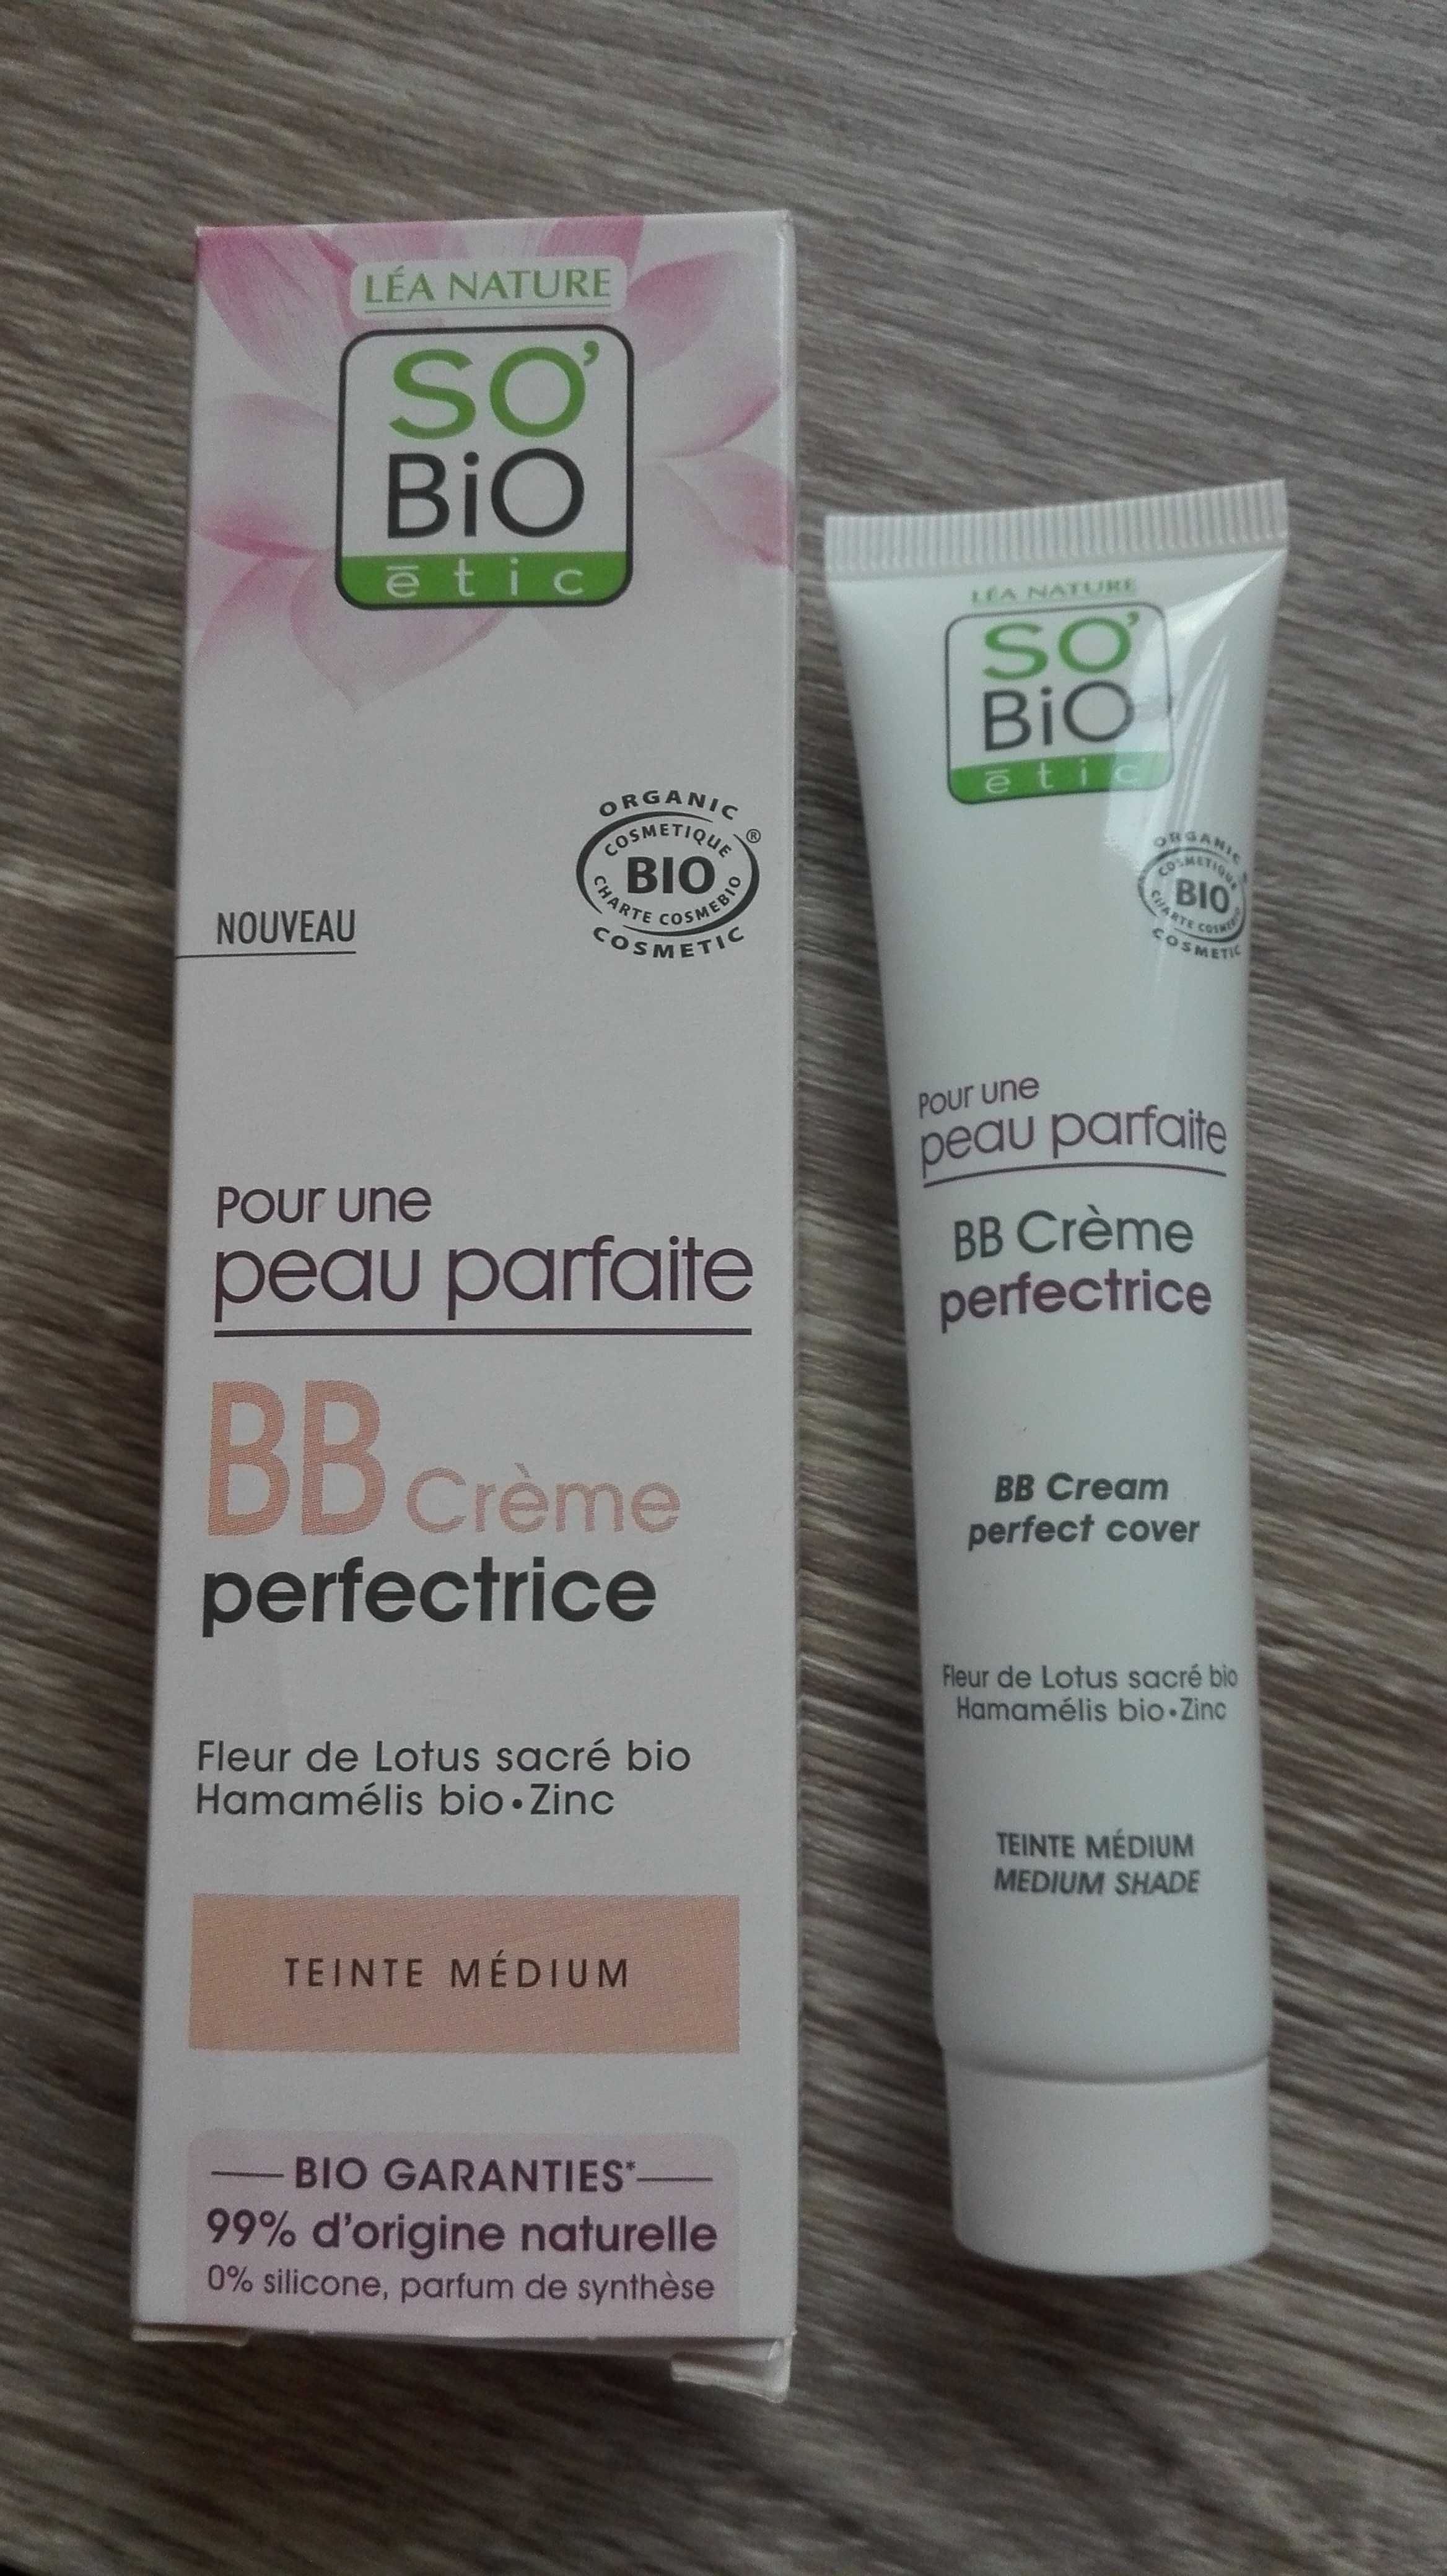 LÉA NATURE
SO'
BiO
ētic
ORGANIC
COSMETIQUE
®
BIO
CHARTE COSMEBIO
COSMETIC
NOUVEAU
Pour une
peau parfaite
BB Crème
perfectrice
Fleur de Lotus sacré bio
Hamamélis bio • Zinc
TEINTE MÉDIUM
BIO GARANTIES*
99% d'origine naturelle
0% silicone, parfum de synthèse
LÉA NATURE
SO'
BiO
ētic
ORGANIC
COSMETIQUE
BIO
CHARTE COSMEBIO
COSMETIC
Pour une
peau parfaite
BB Crème
perfectrice
BB Cream
perfect cover
Fleur de Lotus sacré bio
Hamamélis bio • Zinc
TEINTE MÉDIUM
MEDIUM SHADE